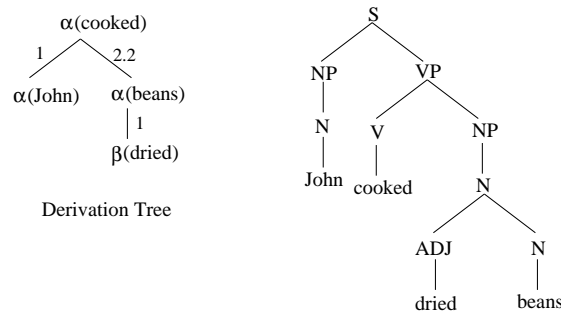 α(cooked)
1 2.2
α(John) α(beans)
1
β(dried)
Derivation Tree
S
NP VP
N V NP
John cooked N
ADJ N
dried beans